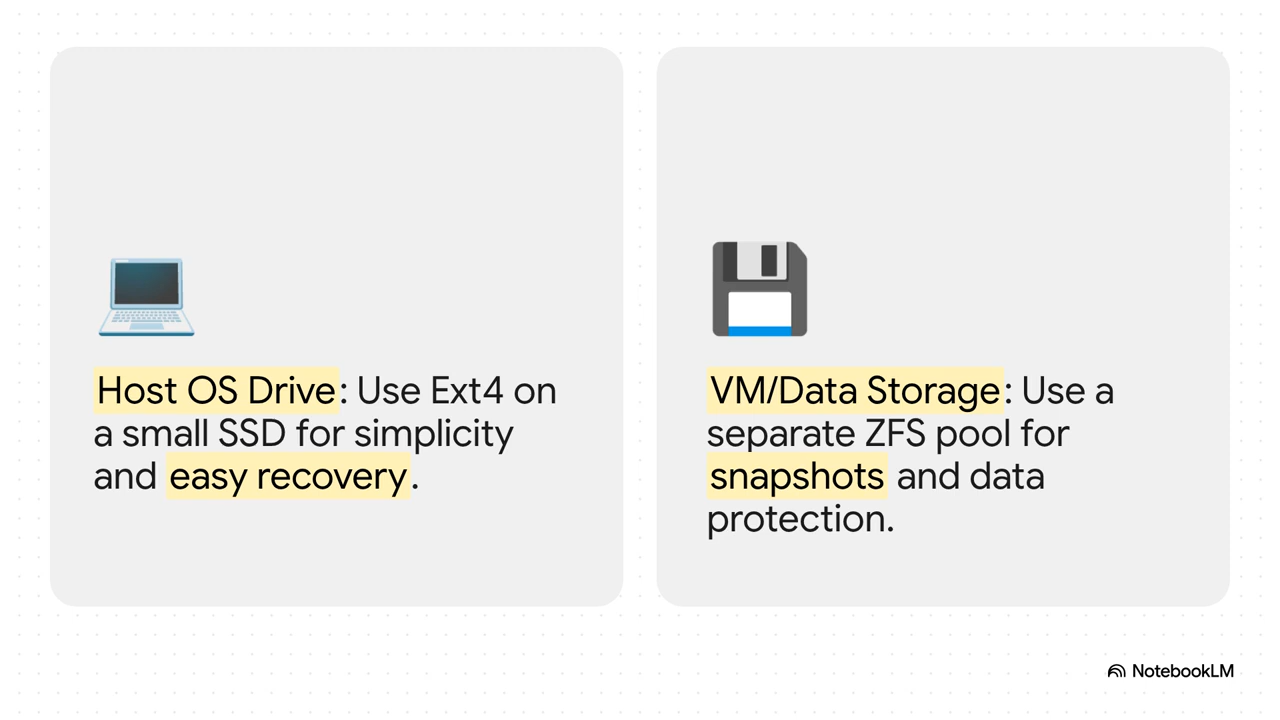 Host OS Drive: Use Ext4 on
a small SSD for simplicity
and easy recovery.
VM/Data Storage: Use a
separate ZFS pool for
snapshots and data
protection.
NotebookLM